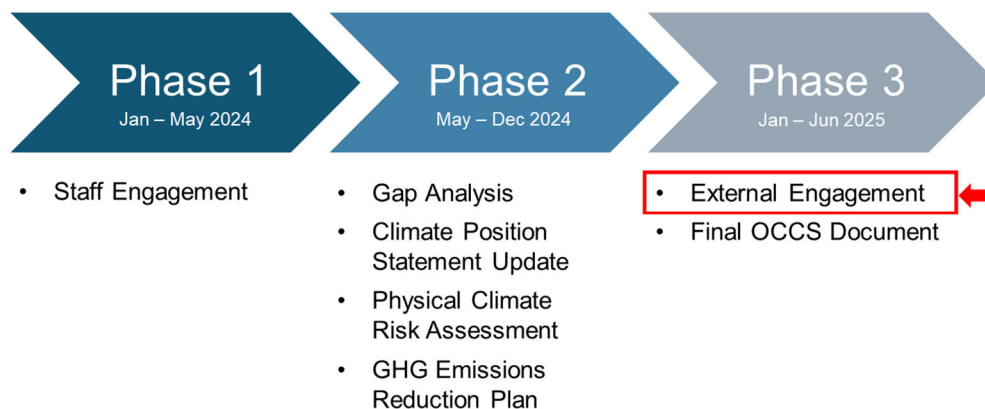 Phase 1
Jan – May 2024
• Staff Engagement
Phase 2
May – Dec 2024
• Gap Analysis
• Climate Position
Statement Update
• Physical Climate
Risk Assessment
• GHG Emissions
Reduction Plan
Phase 3
Jan – Jun 2025
• External Engagement
• Final OCCS Document